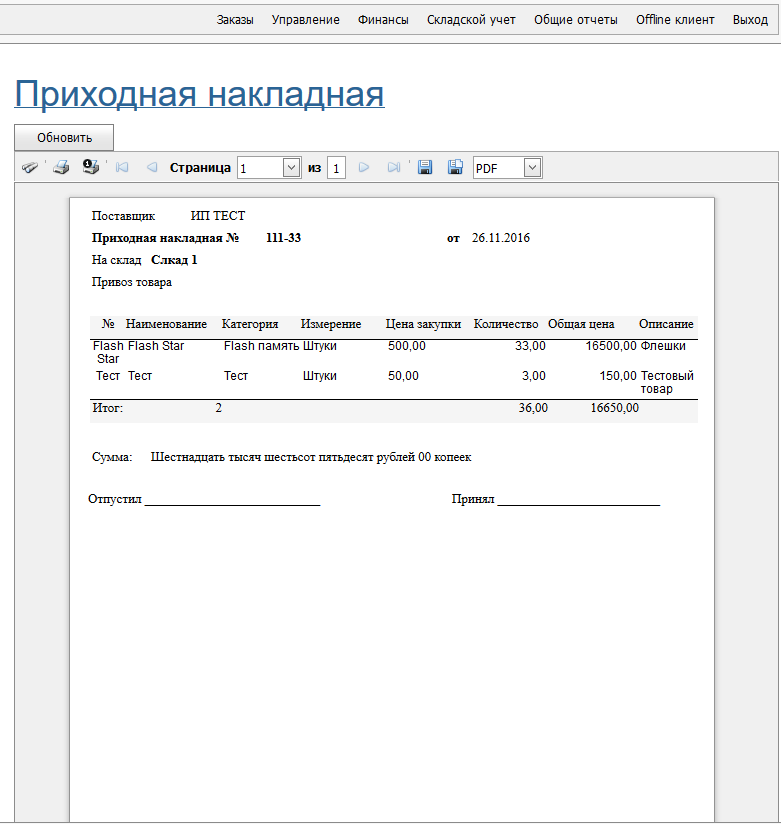 Заказы Управление Финансы Складской учет Общие отчеты Offline клиент Выход
Приходная накладная
Обновить
Страница 1 из 1 PDF
Поставщик ИП ТЕСТ
Приходная накладная № 111-33 от 26.11.2016
На склад Слкад 1
Привоз товара
№ Наименование Категория Измерение Цена закупки Количество Общая цена Описание
Flash Flash Star Flash память Штуки 500,00 33,00 16500,00 Флешки
Star
Тест Тест Тест Штуки 50,00 3,00 150,00 Тестовый
товар
Итог: 2 36,00 16650,00
Сумма: Шестнадцать тысяч шестьсот пятьдесят рублей 00 копеек
Отпустил Принял